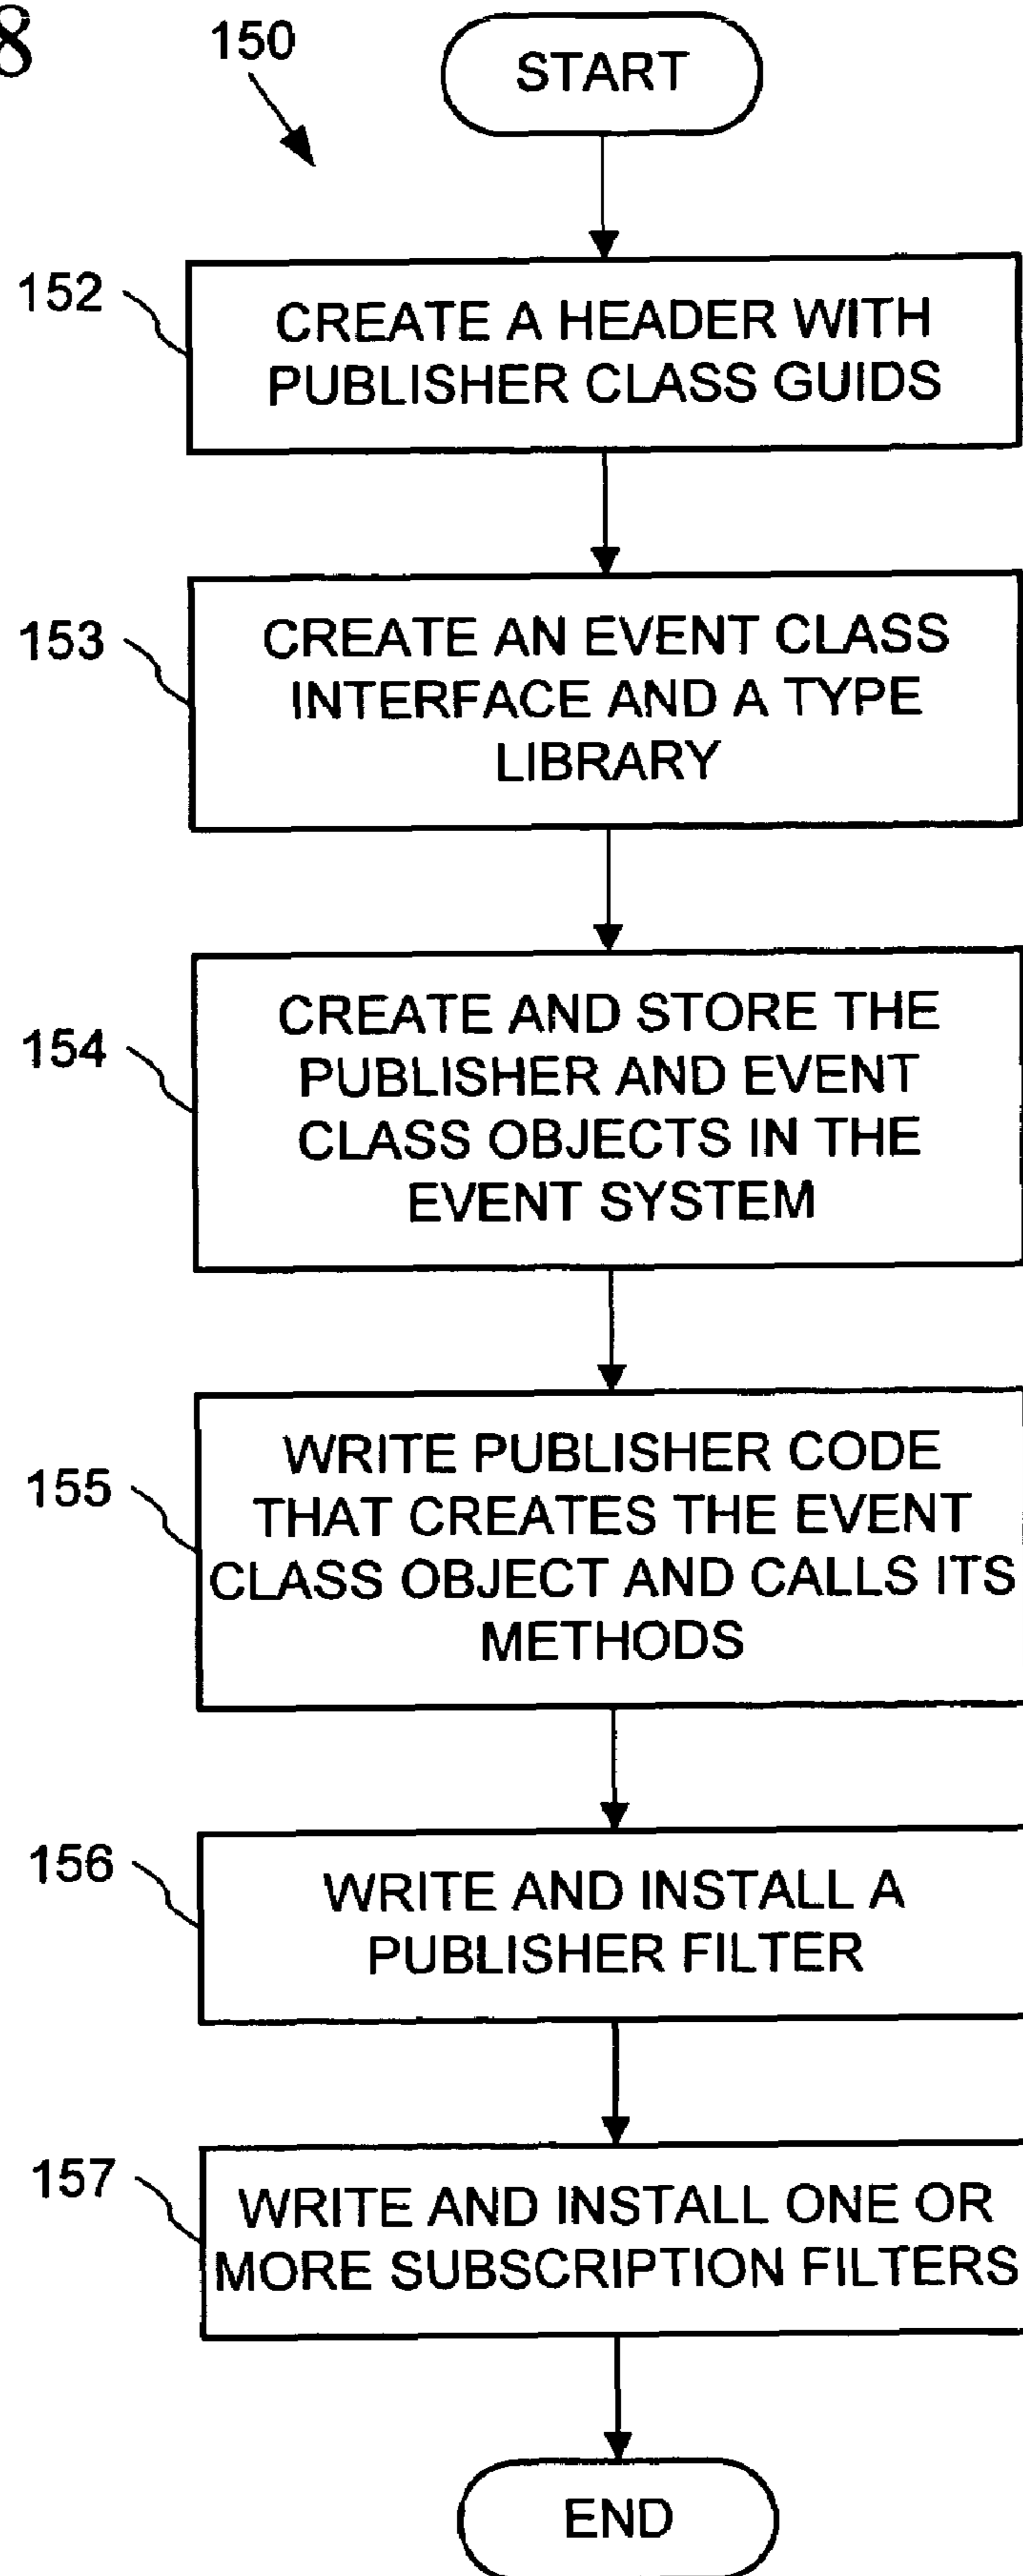 8
150
START
152
CREATE A HEADER WITH
PUBLISHER CLASS GUIDS
153
CREATE AN EVENT CLASS
INTERFACE AND A TYPE
LIBRARY
154
CREATE AND STORE THE
PUBLISHER AND EVENT
CLASS OBJECTS IN THE
EVENT SYSTEM
155
WRITE PUBLISHER CODE
THAT CREATES THE EVENT
CLASS OBJECT AND CALLS ITS
METHODS
156
WRITE AND INSTALL A
PUBLISHER FILTER
157
WRITE AND INSTALL ONE OR
MORE SUBSCRIPTION FILTERS
END